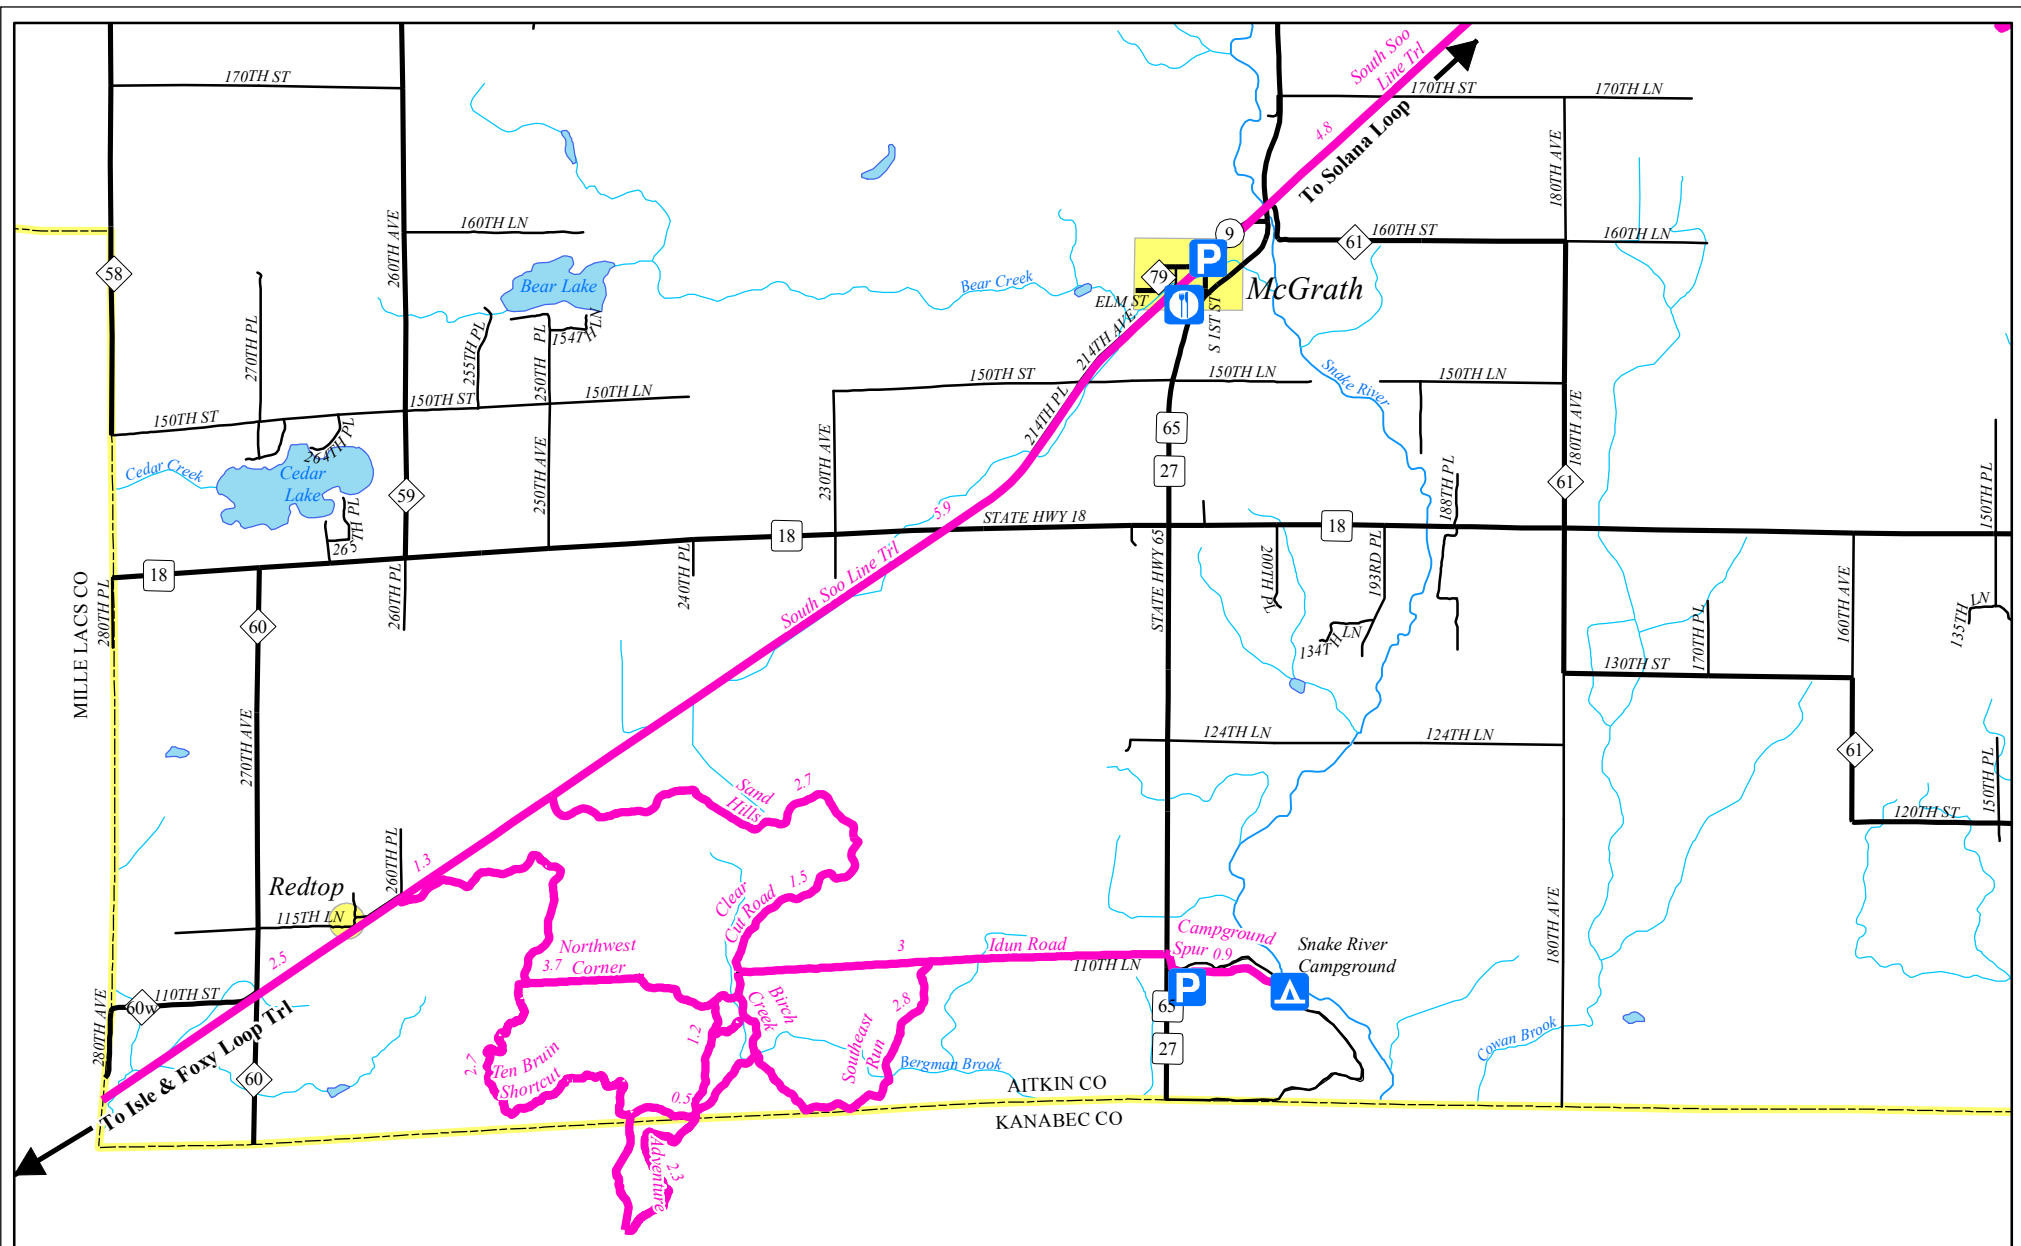 170TH ST
South Soo
Line Trl
170TH ST
170TH LN
4.8
To Solana Loop
180TH AVE
260TH AVE
160TH LN
9
61
160TH ST
160TH LN
58
Bear Lake
Bear Creek
79
P
McGrath
ELM ST
S 1ST ST
214TH AVE
270TH PL
255TH PL
250TH PL
154TH LN
150TH ST
150TH ST
150TH LN
150TH ST
150TH LN
150TH LN
Snake River
214TH PL
264TH PL
Cedar Creek
Cedar
Lake
59
265TH PL
250TH AVE
230TH AVE
65
27
180TH AVE
61
188TH PL
150TH PL
5.9
STATE HWY 18
18
18
18
MILLE LACS CO
280TH PL
60
260TH PL
240TH PL
South Soo Line Trl
STATE HWY 65
200TH PL
193RD PL
134TH LN
160TH AVE
170TH PL
135TH LN
130TH ST
270TH AVE
124TH LN
124TH LN
61
150TH PL
120TH ST
Sand
Hills
2.7
1.3
260TH PL
Redtop
115TH LN
Clear
Cut Road
1.5
2.5
Northwest
Corner
3.7
3
Idun Road
110TH LN
Campground
Spur 0.9
Snake River
Campground
180TH AVE
280TH AVE
60w
110TH ST
P
65
27
Birch
Creek
2.8
Southeast
Run
1.2
Bergman Brook
Cowan Brook
To Isle & Foxy Loop Trl
60
2.7
Ten Bruin
Shortcut
0.5
AITKIN CO
KANABEC CO
Adventure
2.3